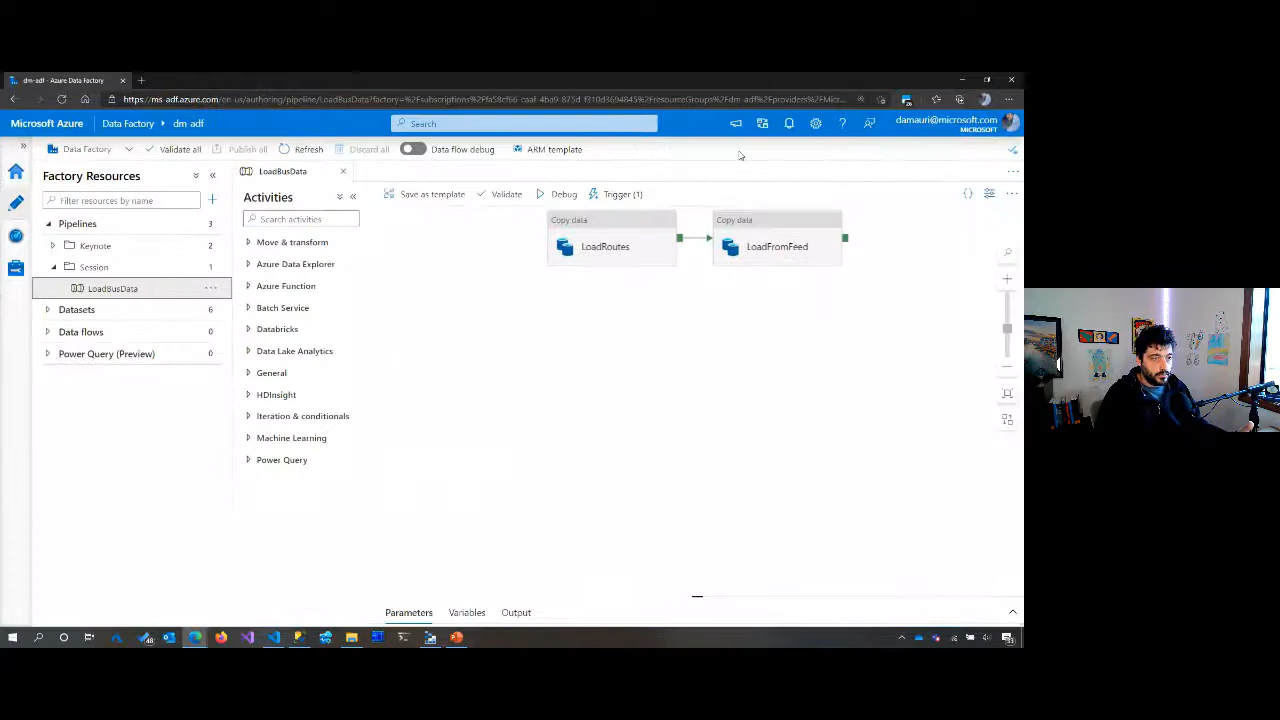 dm-adf - Azure Data Factory
Microsoft Azure
Data Factory
dm-adf
Search
damauri@microsoft.com
MICROSOFT
Data Factory
Validate all
Publish all
Refresh
Discard all
Data flow debug
ARM template
Factory Resources
Filter resources by name
Pipelines 3
Keynote 2
Session 1
LoadBusData
Datasets 6
Data flows 0
Power Query (Preview) 0
LoadBusData
Activities
Search activities
Move & transform
Azure Data Explorer
Azure Function
Batch Service
Databricks
Data Lake Analytics
General
HDInsight
Iteration & conditionals
Machine Learning
Power Query
Save as template
Validate
Debug
Trigger (1)
Copy data
LoadRoutes
Copy data
LoadFromFeed
Parameters
Variables
Output